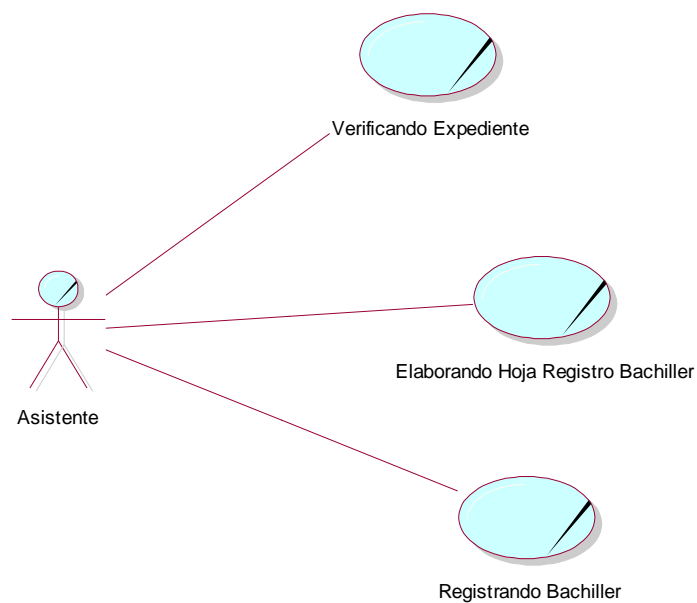 Verificando Expediente
Elaborando Hoja Registro Bachiller
Asistente
Registrando Bachiller